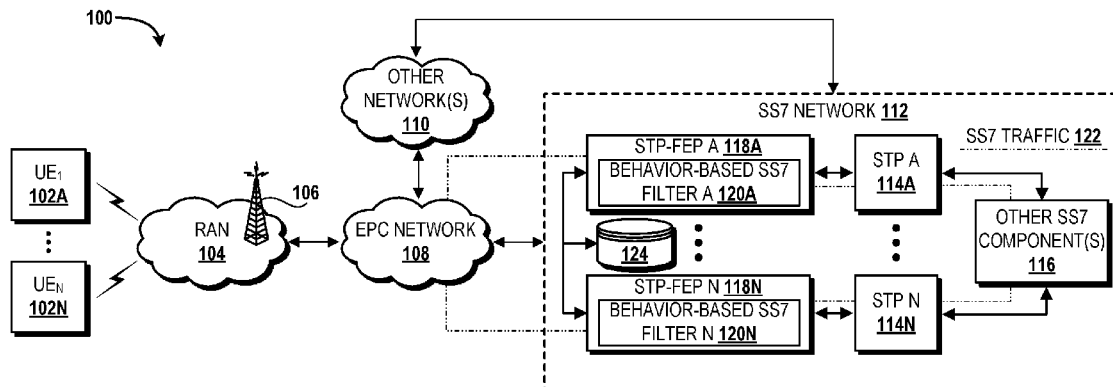 100
OTHER
NETWORK(S)
110
SS7 NETWORK 112
STP-FEP A 118A
BEHAVIOR-BASED SS7
FILTER A 120A
STP A
114A
SS7 TRAFFIC 122
UE1
102A
UEN
102N
106
RAN
104
EPC NETWORK
108
124
OTHER SS7
COMPONENT(S)
116
STP-FEP N 118N
BEHAVIOR-BASED SS7
FILTER N 120N
STP N
114N